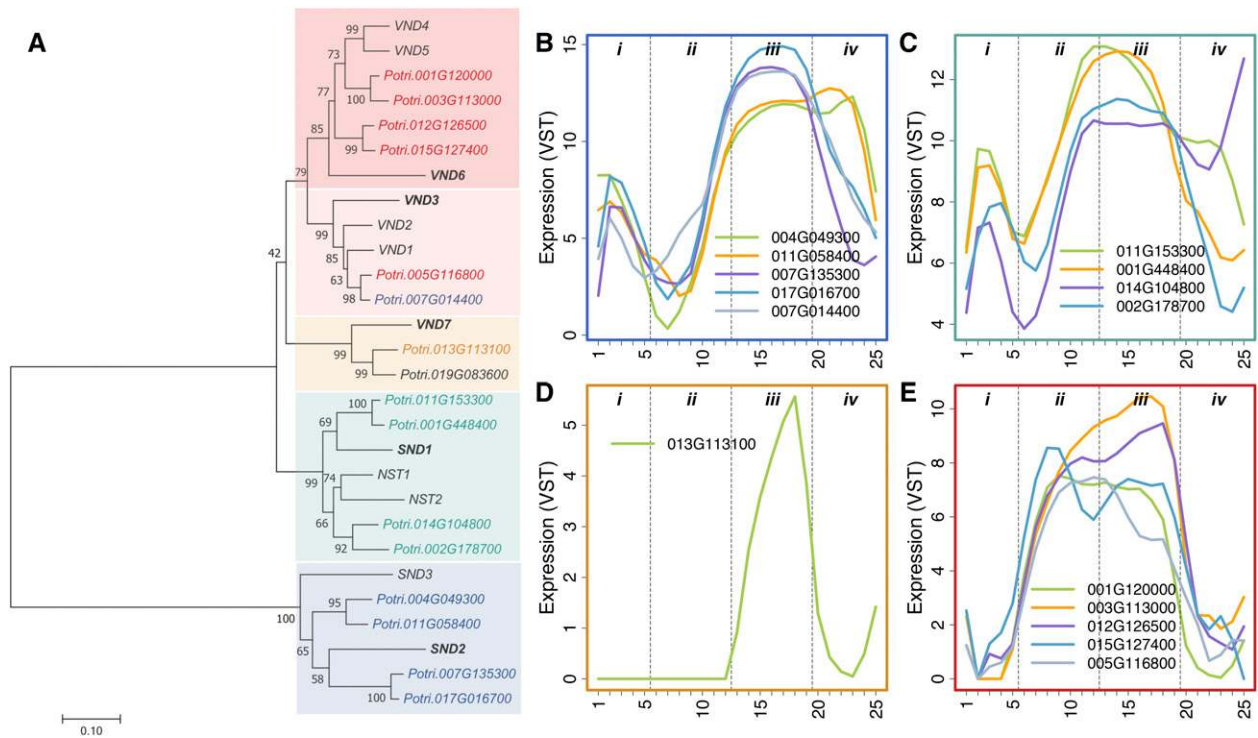 A
VND4
99
VND5
73
Potri.001G120000
100
Potri.003G113000
77
Potri.012G126500
85
99
Potri.015G127400
VND6
79
VND3
VND2
99
VND1
85
Potri.005G116800
63
98
Potri.007G014400
42
VND7
Potri.013G113100
99
99
Potri.019G083600
Potri.011G153300
100
Potri.001G448400
69
SND1
99
NST1
74
NST2
66
Potri.014G104800
92
Potri.002G178700
SND3
Potri.004G049300
95
100
Potri.011G058400
65
SND2
58
Potri.007G135300
100
Potri.017G016700
0.10
B
i ii iii iv
Expression (VST)
15
10
5
0
004G049300
011G058400
007G135300
017G016700
007G014400
1 5 10 15 20 25
C
i ii iii iv
Expression (VST)
12
10
8
6
4
011G153300
001G448400
014G104800
002G178700
1 5 10 15 20 25
D
i ii iii iv
Expression (VST)
5
4
3
2
1
0
013G113100
1 5 10 15 20 25
E
i ii iii iv
Expression (VST)
10
8
6
4
2
0
001G120000
003G113000
012G126500
015G127400
005G116800
1 5 10 15 20 25